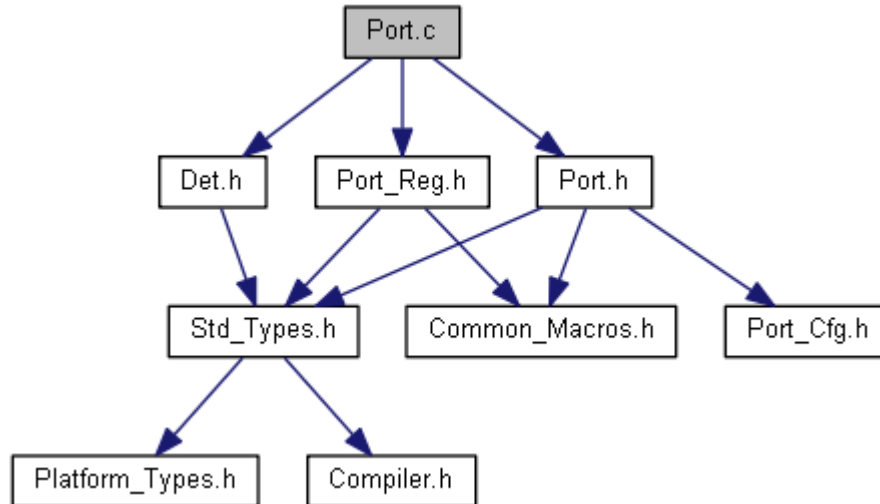 Port.c
Det.h
Port_Reg.h
Port.h
Std_Types.h
Common_Macros.h
Port_Cfg.h
Platform_Types.h
Compiler.h